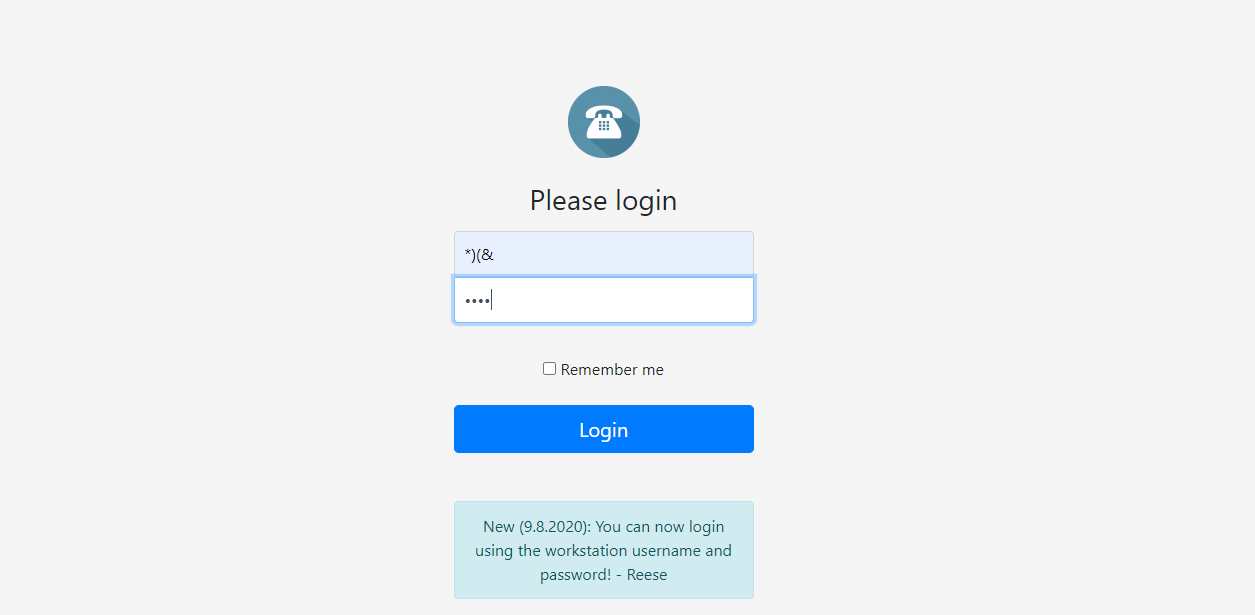 Please login
*)(&
••••
Remember me
Login
New (9.8.2020): You can now login
using the workstation username and
password! - Reese